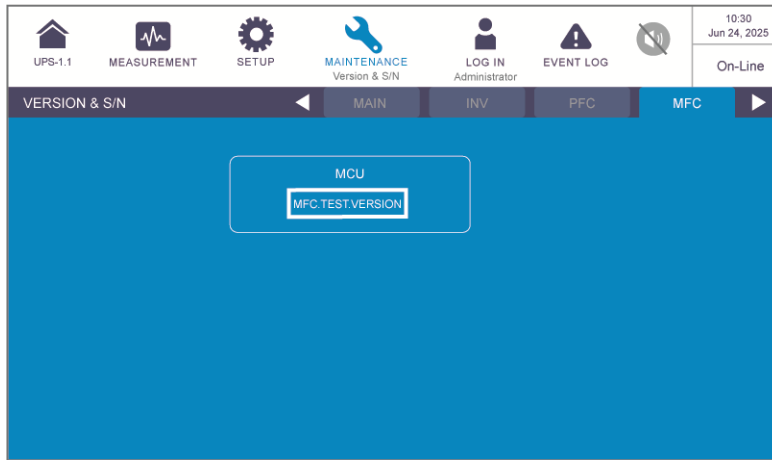 10:30
Jun 24, 2025
UPS-1.1
MEASUREMENT
SETUP
MAINTENANCE
Version & S/N
LOG IN
Administrator
EVENT LOG
On-Line
VERSION & S/N
MAIN
INV
PFC
MFC
MCU
MFC.TEST.VERSION